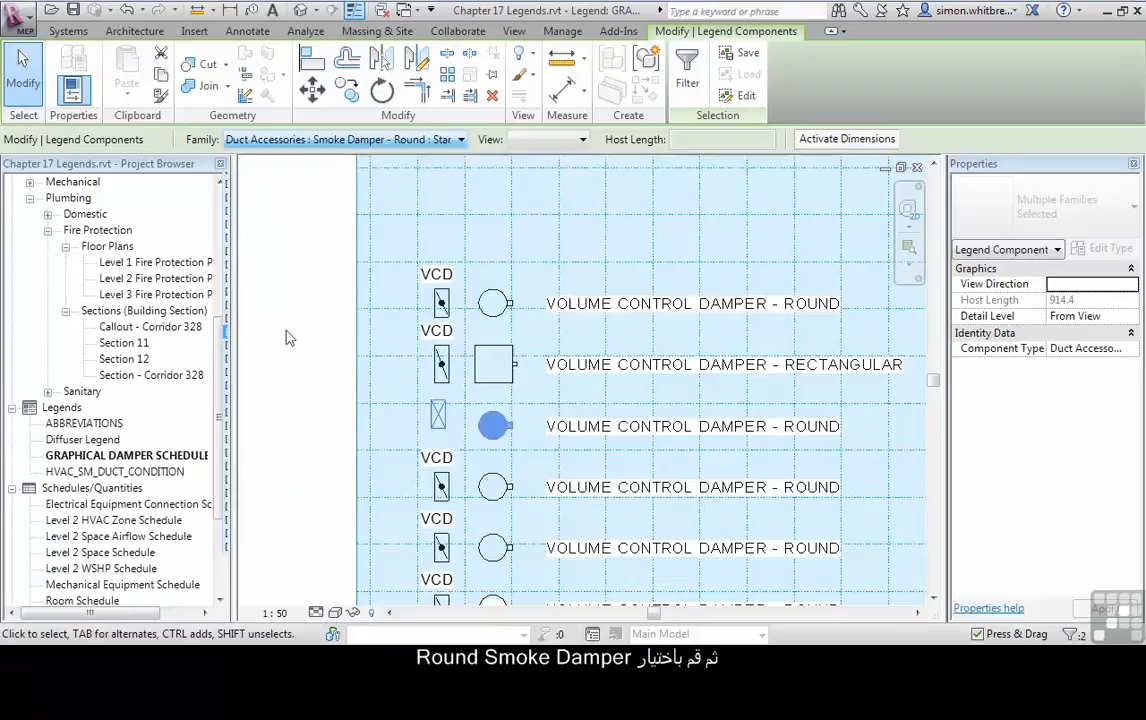 Chapter 17 Legends.rvt - Legend: GRA...
Type a keyword or phrase
simon.whitbre...
MEP
Systems
Architecture
Insert
Annotate
Analyze
Massing & Site
Collaborate
View
Manage
Add-Ins
Modify | Legend Components
Modify
Paste
Cut
Join
Filter
Save
Load
Edit
Select
Properties
Clipboard
Geometry
Modify
View
Measure
Create
Selection
Modify | Legend Components
Family:
Duct Accessories : Smoke Damper - Round : Star
View:
Host Length:
Activate Dimensions
Chapter 17 Legends.rvt - Project Browser
Mechanical
Plumbing
Domestic
Fire Protection
Floor Plans
Level 1 Fire Protection P
Level 2 Fire Protection P
Level 3 Fire Protection P
Sections (Building Section)
Callout - Corridor 328
Section 11
Section 12
Section - Corridor 328
Sanitary
Legends
ABBREVIATIONS
Diffuser Legend
GRAPHICAL DAMPER SCHEDULE
HVAC_SM_DUCT_CONDITION
Schedules/Quantities
Electrical Equipment Connection Sc
Level 2 HVAC Zone Schedule
Level 2 Space Airflow Schedule
Level 2 Space Schedule
Level 2 WSHP Schedule
Mechanical Equipment Schedule
Room Schedule
VCD
VOLUME CONTROL DAMPER - ROUND
VCD
VOLUME CONTROL DAMPER - RECTANGULAR
VOLUME CONTROL DAMPER - ROUND
VCD
VOLUME CONTROL DAMPER - ROUND
VCD
VOLUME CONTROL DAMPER - ROUND
VCD
Properties
Multiple Families
Selected
Legend Component
Edit Type
Graphics
View Direction
Host Length 914.4
Detail Level From View
Identity Data
Component Type Duct Accesso...
Properties help
Apply
1 : 50
Click to select, TAB for alternates, CTRL adds, SHIFT unselects.
:0
Main Model
Press & Drag
:2
ثم قم باختيار Round Smoke Damper